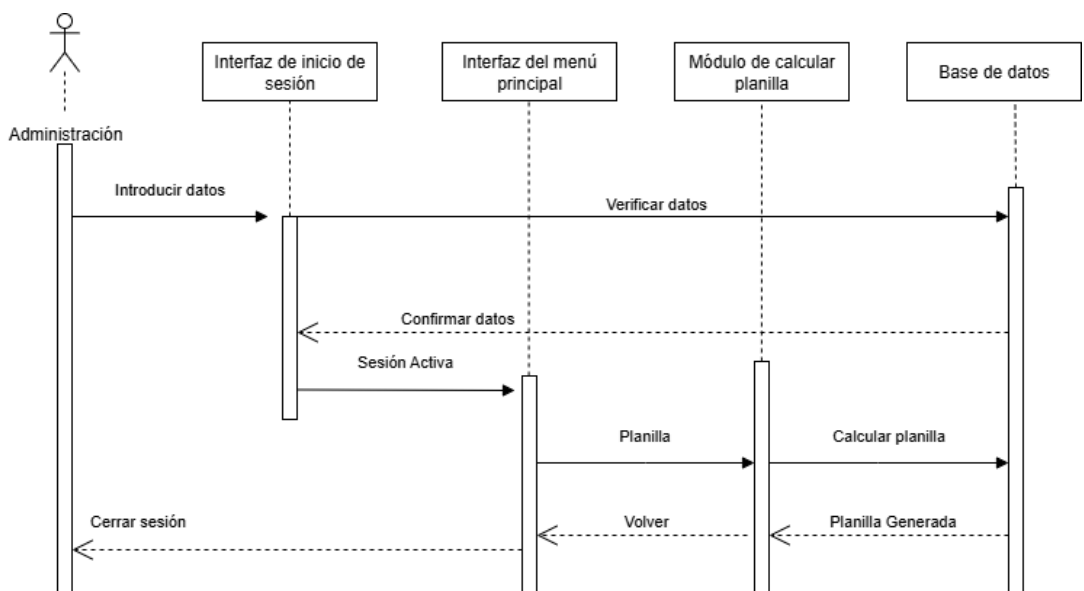 Interfaz de inicio de
sesión
Interfaz del menú
principal
Módulo de calcular
planilla
Base de datos
Administración
Introducir datos
Verificar datos
Confirmar datos
Sesión Activa
Planilla
Calcular planilla
Cerrar sesión
Volver
Planilla Generada